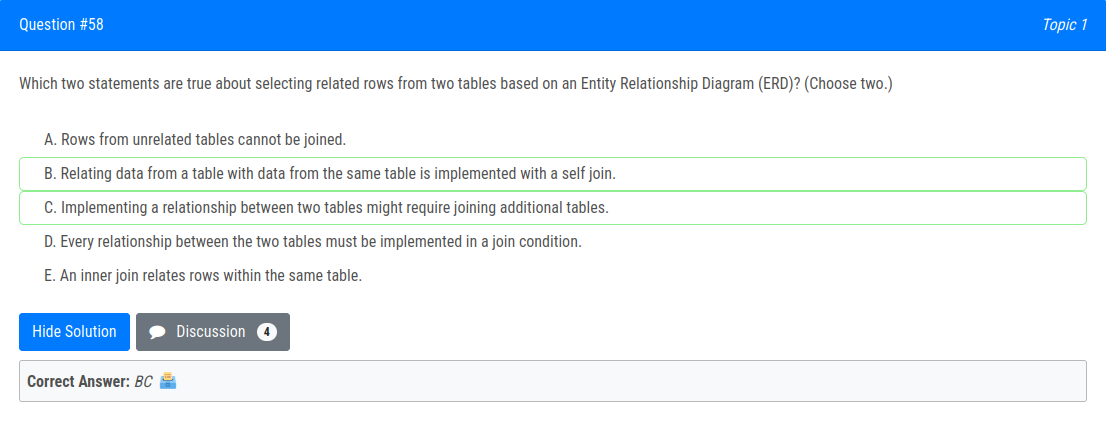 Question #58
Topic 1
Which two statements are true about selecting related rows from two tables based on an Entity Relationship Diagram (ERD)? (Choose two.)
A. Rows from unrelated tables cannot be joined.
B. Relating data from a table with data from the same table is implemented with a self join.
C. Implementing a relationship between two tables might require joining additional tables.
D. Every relationship between the two tables must be implemented in a join condition.
E. An inner join relates rows within the same table.
Hide Solution
Discussion 4
Correct Answer: BC